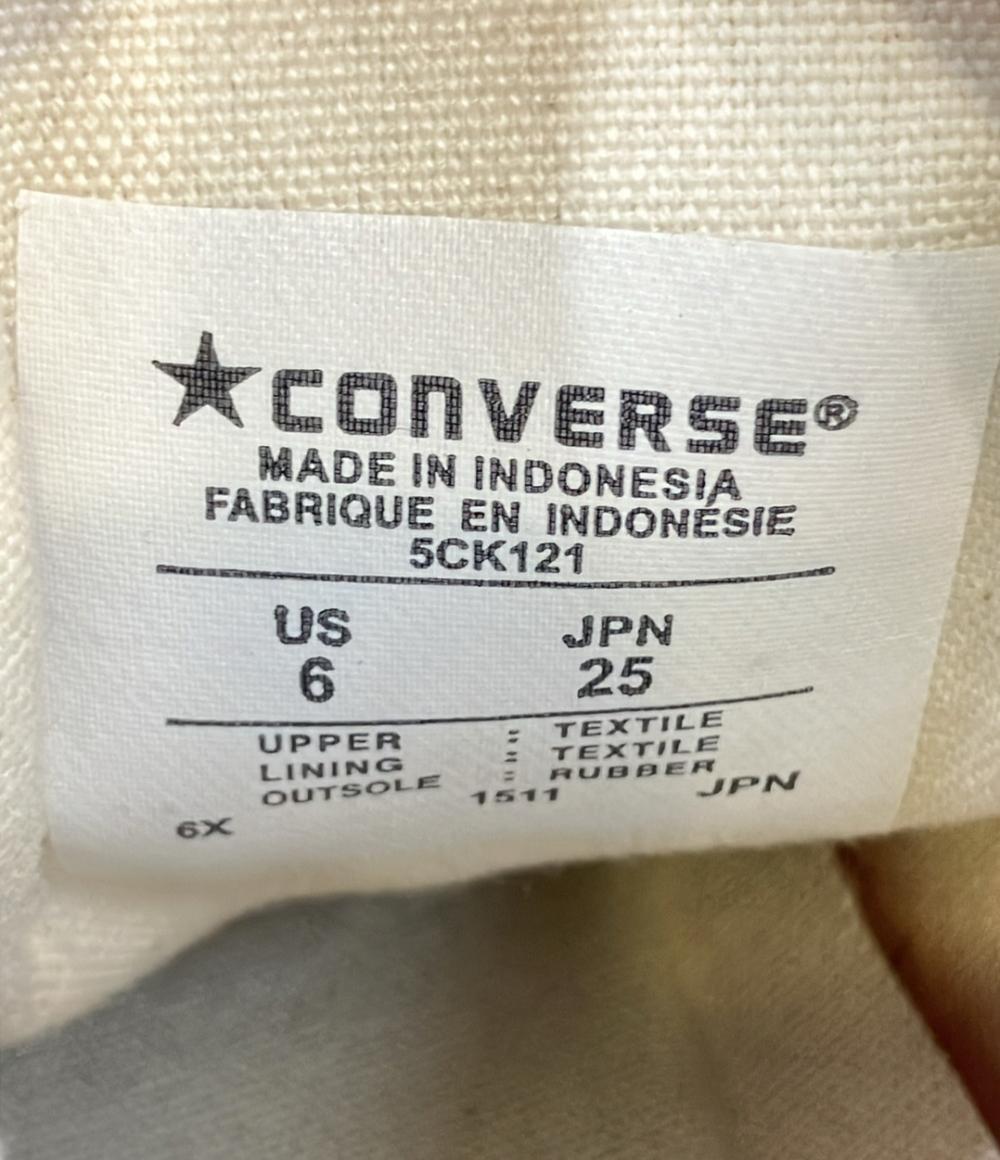 ★CONVERSE®
MADE IN INDONESIA
FABRIQUE EN INDONÉSIE
5CK121
US JPN
6 25
UPPER : TEXTILE
LINING : TEXTILE
OUTSOLE : RUBBER
1511 JPN
6X